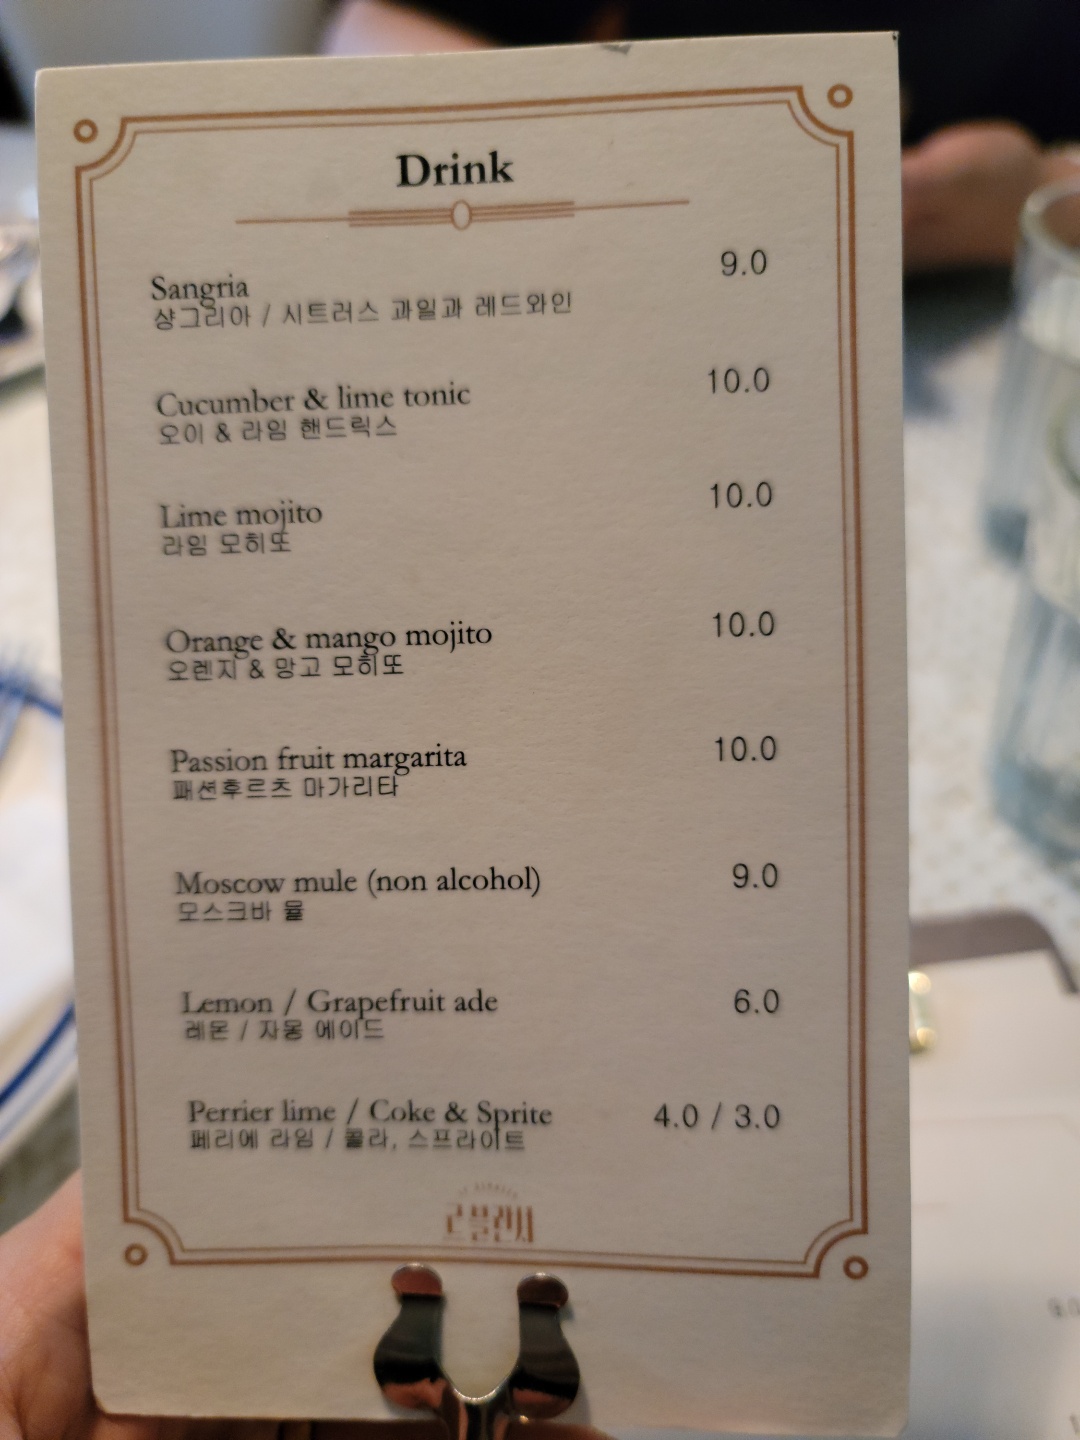 Drink
Sangria 9.0
샹그리아 / 시트러스 과일과 레드와인
Cucumber & lime tonic 10.0
오이 & 라임 핸드릭스
Lime mojito 10.0
라임 모히또
Orange & mango mojito 10.0
오렌지 & 망고 모히또
Passion fruit margarita 10.0
패션후르츠 마가리타
Moscow mule (non alcohol) 9.0
모스크바 뮬
Lemon / Grapefruit ade 6.0
레몬 / 자몽 에이드
Perrier lime / Coke & Sprite 4.0 / 3.0
페리에 라임 / 콜라, 스프라이트